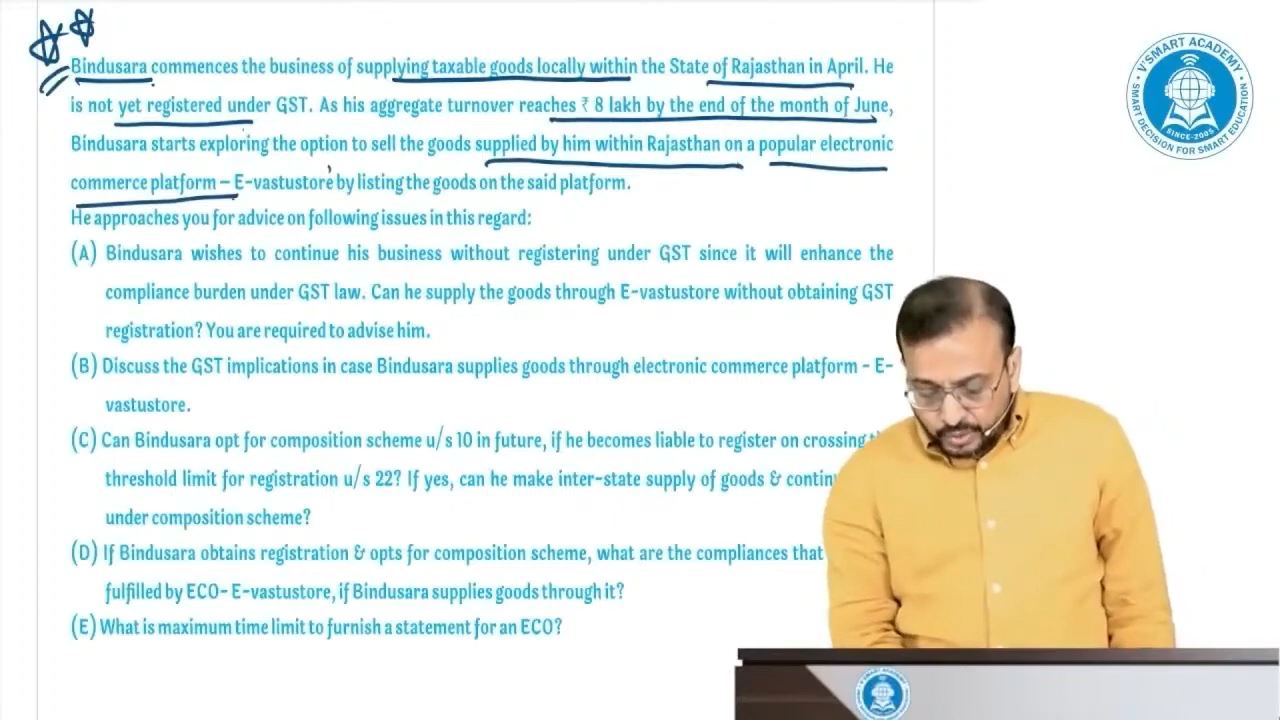 Bindusara commences the business of supplying taxable goods locally within the State of Rajasthan in April. He
is not yet registered under GST. As his aggregate turnover reaches ₹ 8 lakh by the end of the month of June,
Bindusara starts exploring the option to sell the goods supplied by him within Rajasthan on a popular electronic
commerce platform – E-vastustore by listing the goods on the said platform.
He approaches you for advice on following issues in this regard:
(A) Bindusara wishes to continue his business without registering under GST since it will enhance the
compliance burden under GST law. Can he supply the goods through E-vastustore without obtaining GST
registration? You are required to advise him.
(B) Discuss the GST implications in case Bindusara supplies goods through electronic commerce platform - E-
vastustore.
(C) Can Bindusara opt for composition scheme u/s 10 in future, if he becomes liable to register on crossing
threshold limit for registration u/s 22? If yes, can he make inter-state supply of goods &
under composition scheme?
(D) If Bindusara obtains registration & opts for composition scheme, what are the compliances that
fulfilled by ECO- E-vastustore, if Bindusara supplies goods through it?
(E) What is maximum time limit to furnish a statement for an ECO?
V'SMART ACADEMY
SMART DECISION FOR SMART EDUCATION
SINCE-2005